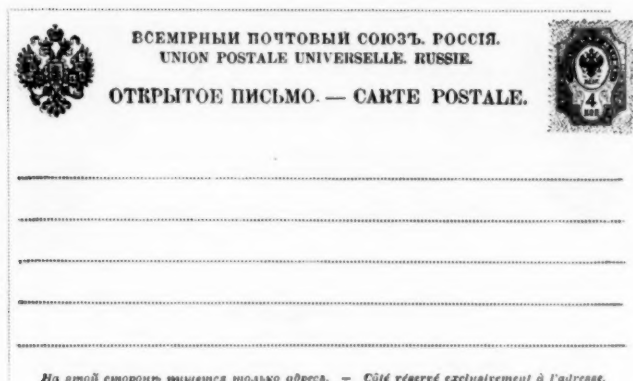 ВСЕМІРНЫЙ ПОЧТОВЫЙ СОЮЗЪ. РОССІЯ.
UNION POSTALE UNIVERSELLE. RUSSIE.
ОТКРЫТОЕ ПИСЬМО. — CARTE POSTALE.
4
КОП
На этой сторонѣ пишется только адресъ. — Côté réservé exclusivement à l'adresse.